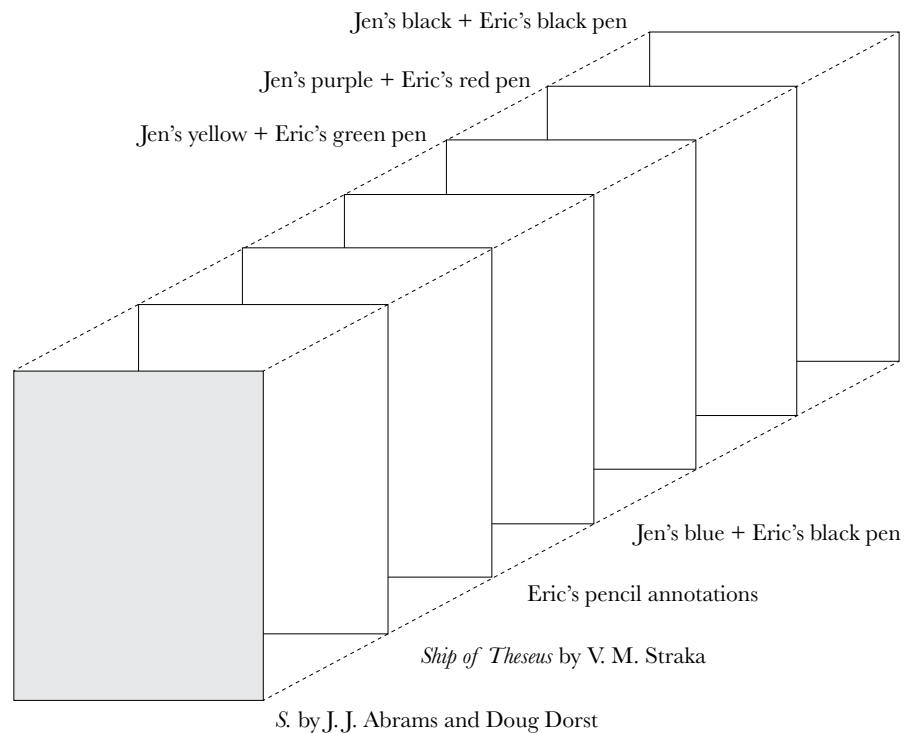 Jen's black + Eric's black pen
Jen's purple + Eric's red pen
Jen's yellow + Eric's green pen
Jen's blue + Eric's black pen
Eric's pencil annotations
Ship of Theseus by V. M. Straka
S. by J. J. Abrams and Doug Dorst